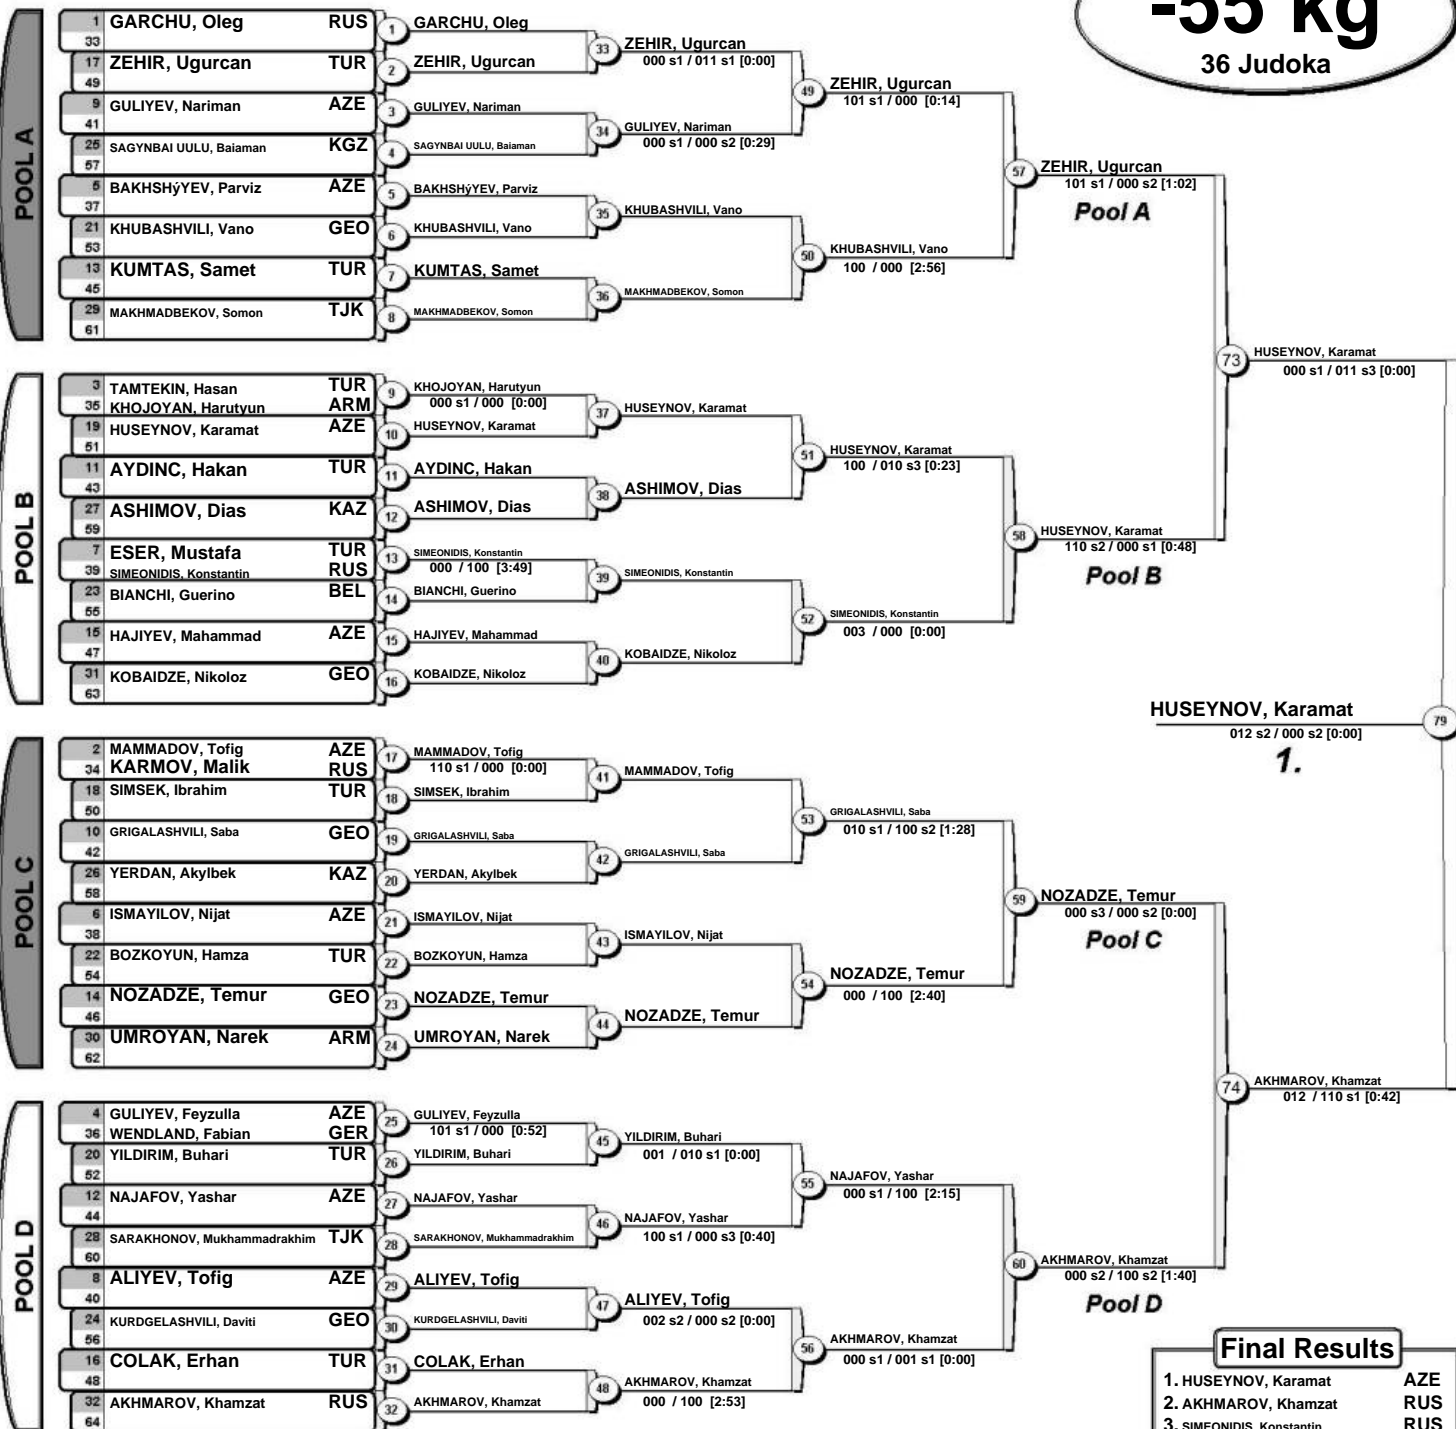 -55 kg
36 Judoka
POOL A
1 GARCHU, Oleg RUS
33
17 ZEHIR, Ugurcan TUR
49
9 GULIYEV, Nariman AZE
41
25 SAGYNBAI UULU, Baiaman KGZ
57
5 BAKHSHýYEV, Parviz AZE
37
21 KHUBASHVILI, Vano GEO
53
13 KUMTAS, Samet TUR
45
29 MAKHMADBEKOV, Somon TJK
61
1 GARCHU, Oleg
2 ZEHIR, Ugurcan
3 GULIYEV, Nariman
4 SAGYNBAI UULU, Baiaman
5 BAKHSHýYEV, Parviz
6 KHUBASHVILI, Vano
7 KUMTAS, Samet
8 MAKHMADBEKOV, Somon
33 ZEHIR, Ugurcan
000 s1 / 011 s1 [0:00]
34 GULIYEV, Nariman
000 s1 / 000 s2 [0:29]
35 KHUBASHVILI, Vano
36 MAKHMADBEKOV, Somon
49 ZEHIR, Ugurcan
101 s1 / 000 [0:14]
50 KHUBASHVILI, Vano
100 / 000 [2:56]
57 ZEHIR, Ugurcan
101 s1 / 000 s2 [1:02]
Pool A
POOL B
3 TAMTEKIN, Hasan TUR
35 KHOJOYAN, Harutyun ARM
19 HUSEYNOV, Karamat AZE
51
11 AYDINC, Hakan TUR
43
27 ASHIMOV, Dias KAZ
59
7 ESER, Mustafa TUR
39 SIMEONIDIS, Konstantin RUS
23 BIANCHI, Guerino BEL
55
15 HAJIYEV, Mahammad AZE
47
31 KOBAIDZE, Nikoloz GEO
63
9 KHOJOYAN, Harutyun
000 s1 / 000 [0:00]
10 HUSEYNOV, Karamat
11 AYDINC, Hakan
12 ASHIMOV, Dias
13 SIMEONIDIS, Konstantin
000 / 100 [3:49]
14 BIANCHI, Guerino
15 HAJIYEV, Mahammad
16 KOBAIDZE, Nikoloz
37 HUSEYNOV, Karamat
38 ASHIMOV, Dias
39 SIMEONIDIS, Konstantin
40 KOBAIDZE, Nikoloz
51 HUSEYNOV, Karamat
100 / 010 s3 [0:23]
52 SIMEONIDIS, Konstantin
003 / 000 [0:00]
58 HUSEYNOV, Karamat
110 s2 / 000 s1 [0:48]
Pool B
73 HUSEYNOV, Karamat
000 s1 / 011 s3 [0:00]
HUSEYNOV, Karamat 79
012 s2 / 000 s2 [0:00]
1.
POOL C
2 MAMMADOV, Tofig AZE
34 KARMOV, Malik RUS
18 SIMSEK, Ibrahim TUR
50
10 GRIGALASHVILI, Saba GEO
42
26 YERDAN, Akylbek KAZ
58
6 ISMAYILOV, Nijat AZE
38
22 BOZKOYUN, Hamza TUR
54
14 NOZADZE, Temur GEO
46
30 UMROYAN, Narek ARM
62
17 MAMMADOV, Tofig
110 s1 / 000 [0:00]
18 SIMSEK, Ibrahim
19 GRIGALASHVILI, Saba
20 YERDAN, Akylbek
21 ISMAYILOV, Nijat
22 BOZKOYUN, Hamza
23 NOZADZE, Temur
24 UMROYAN, Narek
41 MAMMADOV, Tofig
42 GRIGALASHVILI, Saba
43 ISMAYILOV, Nijat
44 NOZADZE, Temur
53 GRIGALASHVILI, Saba
010 s1 / 100 s2 [1:28]
54 NOZADZE, Temur
000 / 100 [2:40]
59 NOZADZE, Temur
000 s3 / 000 s2 [0:00]
Pool C
74 AKHMAROV, Khamzat
012 / 110 s1 [0:42]
POOL D
4 GULIYEV, Feyzulla AZE
36 WENDLAND, Fabian GER
20 YILDIRIM, Buhari TUR
52
12 NAJAFOV, Yashar AZE
44
28 SARAKHONOV, Mukhammadrakhim TJK
60
8 ALIYEV, Tofig AZE
40
24 KURDGELASHVILI, Daviti GEO
56
16 COLAK, Erhan TUR
48
32 AKHMAROV, Khamzat RUS
64
25 GULIYEV, Feyzulla
101 s1 / 000 [0:52]
26 YILDIRIM, Buhari
27 NAJAFOV, Yashar
28 SARAKHONOV, Mukhammadrakhim
29 ALIYEV, Tofig
30 KURDGELASHVILI, Daviti
31 COLAK, Erhan
32 AKHMAROV, Khamzat
45 YILDIRIM, Buhari
001 / 010 s1 [0:00]
46 NAJAFOV, Yashar
100 s1 / 000 s3 [0:40]
47 ALIYEV, Tofig
002 s2 / 000 s2 [0:00]
48 AKHMAROV, Khamzat
000 / 100 [2:53]
55 NAJAFOV, Yashar
000 s1 / 100 [2:15]
56 AKHMAROV, Khamzat
000 s1 / 001 s1 [0:00]
60 AKHMAROV, Khamzat
000 s2 / 100 s2 [1:40]
Pool D
Final Results
1. HUSEYNOV, Karamat AZE
2. AKHMAROV, Khamzat RUS
3. SIMEONIDIS, Konstantin RUS